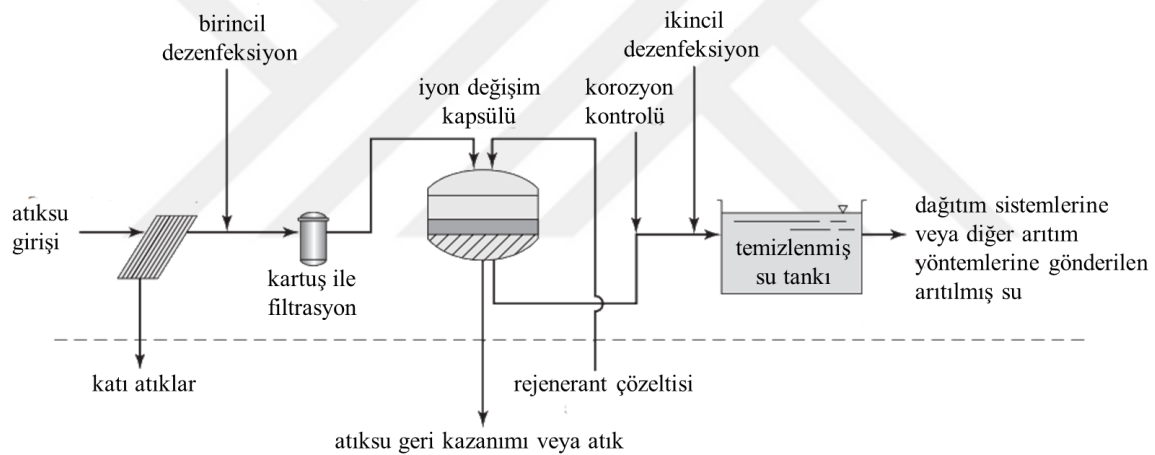 birincil
dezenfeksiyon
ikincil
dezenfeksiyon
iyon değişim
kapsülü
korozyon
kontrolü
atıksu
girişi
kartuş ile
filtrasyon
temizlenmiş
su tankı
dağıtım sistemlerine
veya diğer arıtım
yöntemlerine gönderilen
arıtılmış su
katı atıklar
rejenerant çözeltisi
atıksu geri kazanımı veya atık